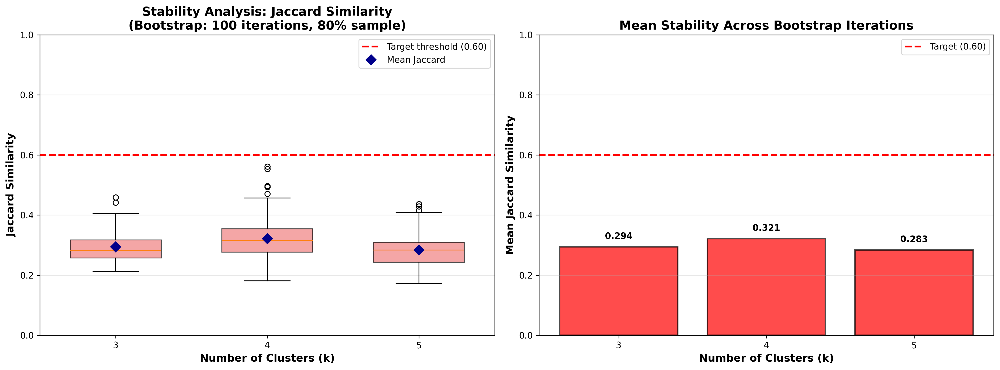 Stability Analysis: Jaccard Similarity
(Bootstrap: 100 iterations, 80% sample)
1.0
0.8
0.6
0.4
0.2
0.0
Jaccard Similarity
Target threshold (0.60)
Mean Jaccard
3
4
5
Number of Clusters (k)
Mean Stability Across Bootstrap Iterations
1.0
0.8
0.6
0.4
0.2
0.0
Mean Jaccard Similarity
Target (0.60)
0.294
0.321
0.283
3
4
5
Number of Clusters (k)